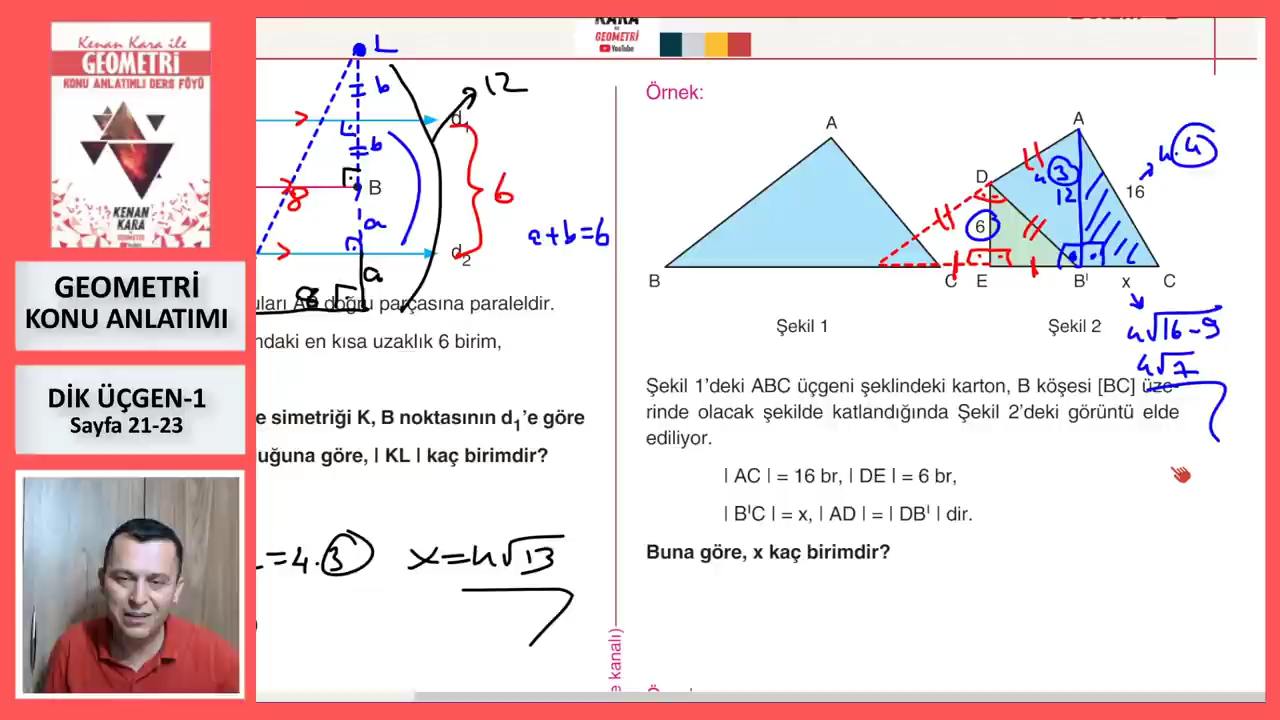 Kenan Kara ile
GEOMETRİ
KONU ANLATIMLI DERS FÖYÜ
KENAN
KARA
GEOMETRİ
KONU ANLATIMI
DİK ÜÇGEN-1
Sayfa 21-23
L
b
12
d1
b
B
8
6
a
a+b=6
d2
a
8
uları AB doğru parçasına paraleldir.
ndaki en kısa uzaklık 6 birim,
e simetriği K, B noktasının d1'e göre
uğuna göre, | KL | kaç birimdir?
=4.3
x=4√13
KARA
GEOMETRİ
YouTube
e kanalı)
Örnek:
A
B
C
Şekil 1
A
D
4
3
12
16
4.4
6
E
B'
x
C
Şekil 2
4√16-9
4√7
Şekil 1'deki ABC üçgeni şeklindeki karton, B köşesi [BC] üze-
rinde olacak şekilde katlandığında Şekil 2'deki görüntü elde
ediliyor.
| AC | = 16 br, | DE | = 6 br,
| B'C | = x, | AD | = | DB' | dir.
Buna göre, x kaç birimdir?